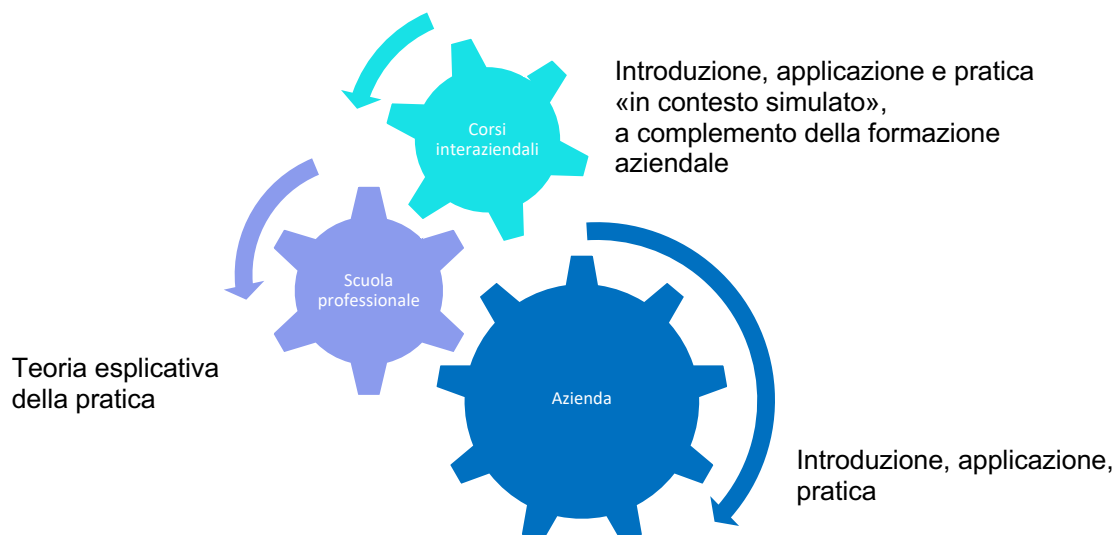 Corsi
interaziendali
Introduzione, applicazione e pratica
«in contesto simulato»,
a complemento della formazione
aziendale
Scuola
professionale
Teoria esplicativa
della pratica
Azienda
Introduzione, applicazione,
pratica